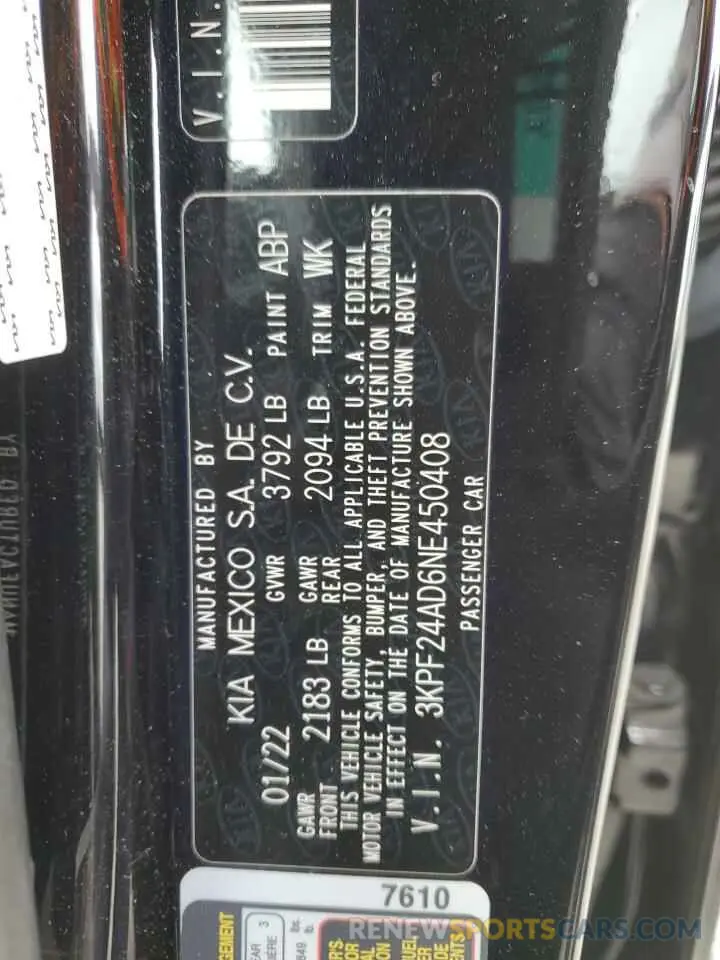 V.I.N.
MANUFACTURED BY
KIA MEXICO S.A. DE C.V.
01/22 GVWR 3792 LB PAINT ABP
GAWR FRONT 2183 LB GAWR REAR 2094 LB TRIM WK
THIS VEHICLE CONFORMS TO ALL APPLICABLE U.S.A. FEDERAL
MOTOR VEHICLE SAFETY, BUMPER, AND THEFT PREVENTION STANDARDS
IN EFFECT ON THE DATE OF MANUFACTURE SHOWN ABOVE.
V.I.N. 3KPF24AD6NE450408
PASSENGER CAR
7610
RENEWSPORTSCARS.COM